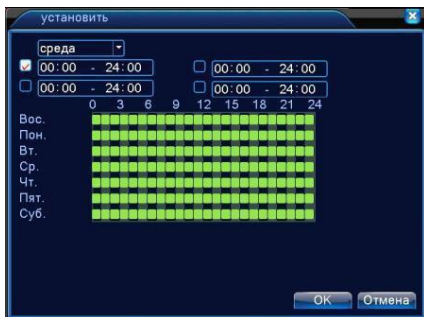 установить
среда
00:00 - 24:00 00:00 - 24:00
00:00 - 24:00 00:00 - 24:00
0 3 6 9 12 15 18 21 24
Вос.
Пон.
Вт.
Ср.
Чт.
Пят.
Суб.
OK Отмена